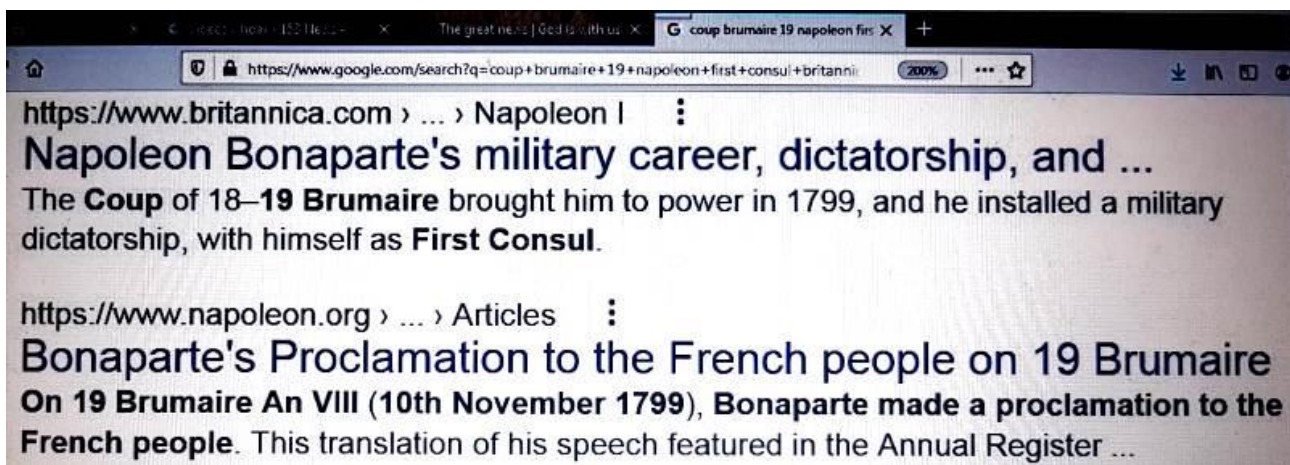 The great news | God is with us ×
G coup brumaire 19 napoleon firs ×
https://www.google.com/search?q=coup+brumaire+19+napoleon+first+consul+britanni
200%
https://www.britannica.com › ... › Napoleon I
Napoleon Bonaparte's military career, dictatorship, and ...
The Coup of 18–19 Brumaire brought him to power in 1799, and he installed a military
dictatorship, with himself as First Consul.
https://www.napoleon.org › ... › Articles
Bonaparte's Proclamation to the French people on 19 Brumaire
On 19 Brumaire An VIII (10th November 1799), Bonaparte made a proclamation to the
French people. This translation of his speech featured in the Annual Register ...